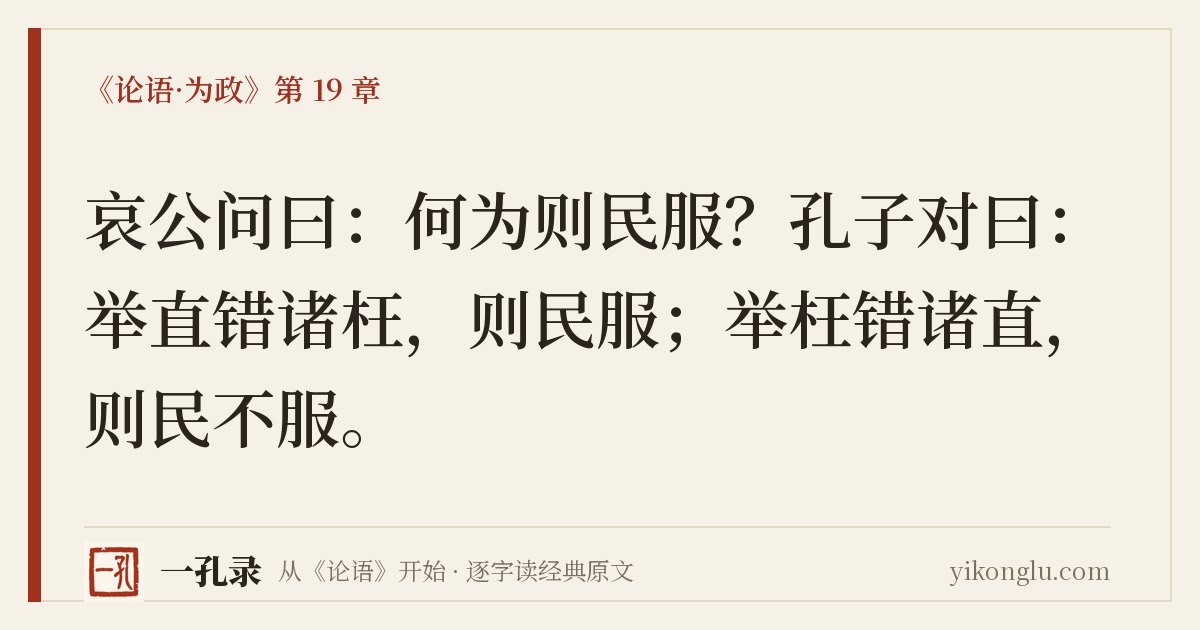 《论语·为政》第 19 章
哀公问曰：何为则民服？孔子对曰：
举直错诸枉，则民服；举枉错诸直，
则民不服。
一孔
一孔录 从《论语》开始 · 逐字读经典原文 yikonglu.com